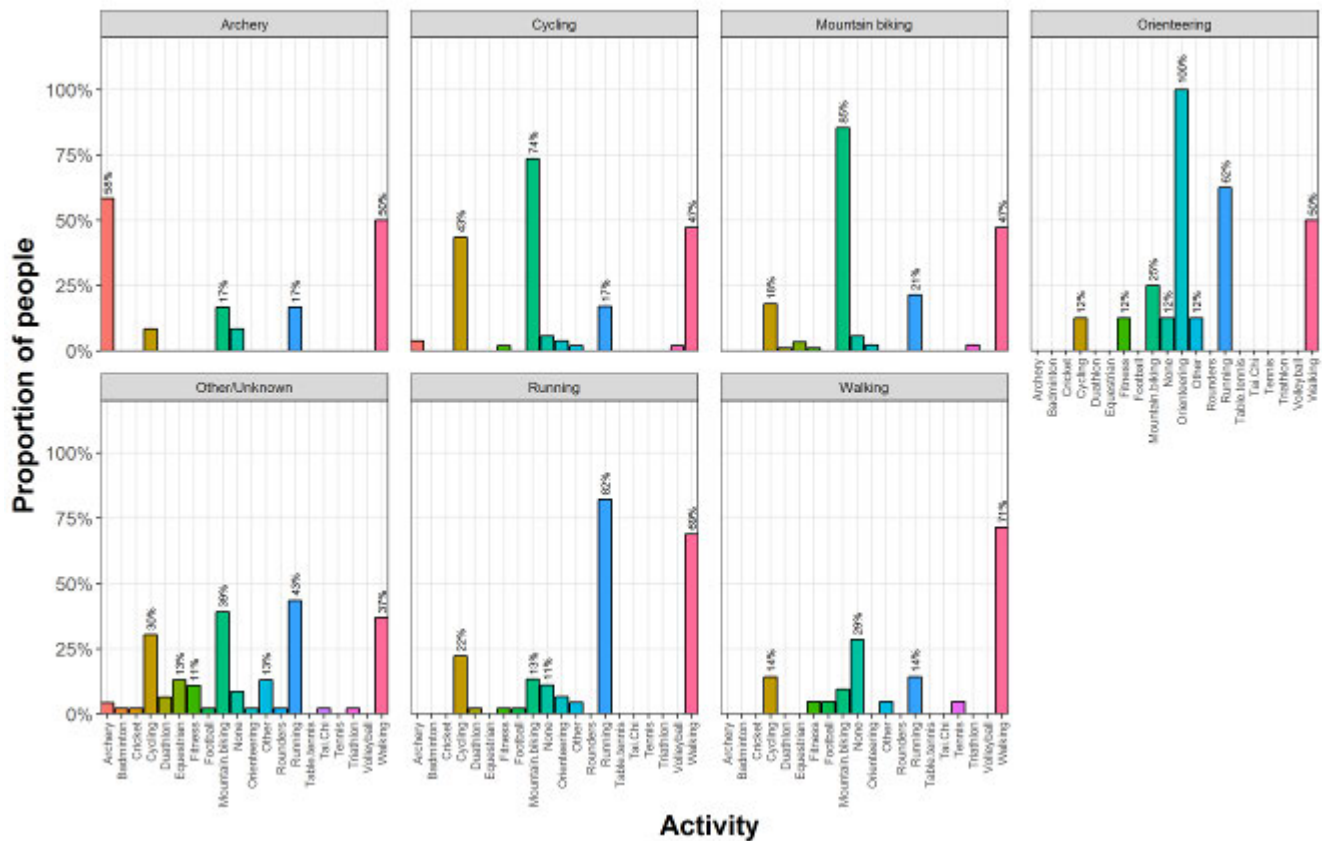 Archery
Cycling
Mountain biking
Orienteering
Proportion of people
100%
75%
50%
25%
0%
58%
17%
17%
50%
43%
74%
17%
47%
18%
85%
21%
47%
12%
12%
25%
12%
100%
12%
62%
50%
Archery
Badminton
Cricket
Cycling
Duathlon
Equestrian
Fitness
Football
Mountain.biking
None
Orienteering
Other
Rounders
Running
Table.tennis
Tai.Chi
Tennis
Triathlon
Volleyball
Walking
Other/Unknown
Running
Walking
100%
75%
50%
25%
0%
30%
13%
11%
39%
13%
43%
37%
22%
13%
11%
82%
69%
14%
29%
14%
71%
Archery
Badminton
Cricket
Cycling
Duathlon
Equestrian
Fitness
Football
Mountain.biking
None
Orienteering
Other
Rounders
Running
Table.tennis
Tai.Chi
Tennis
Triathlon
Volleyball
Walking
Archery
Badminton
Cricket
Cycling
Duathlon
Equestrian
Fitness
Football
Mountain.biking
None
Orienteering
Other
Rounders
Running
Table.tennis
Tai.Chi
Tennis
Triathlon
Volleyball
Walking
Archery
Badminton
Cricket
Cycling
Duathlon
Equestrian
Fitness
Football
Mountain.biking
None
Orienteering
Other
Rounders
Running
Table.tennis
Tai.Chi
Tennis
Triathlon
Volleyball
Walking
Activity